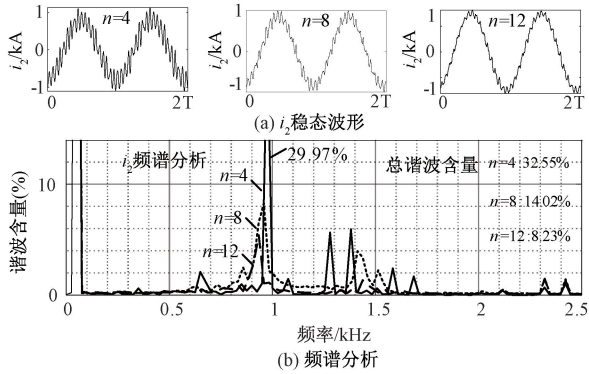 n=4
n=8
n=12
i₂/kA
1
0
-1
0
2T
i₂/kA
1
0
-1
0
2T
i₂/kA
1
0
-1
0
2T
(a) i₂稳态波形
i₂频谱分析
29.97%
总谐波含量
n=4:32.55%
n=8:14.02%
n=12:8.23%
n=4
n=8
n=12
谐波含量(%)
10
0
0
0.5
1
1.5
2
2.5
频率/kHz
(b) 频谱分析